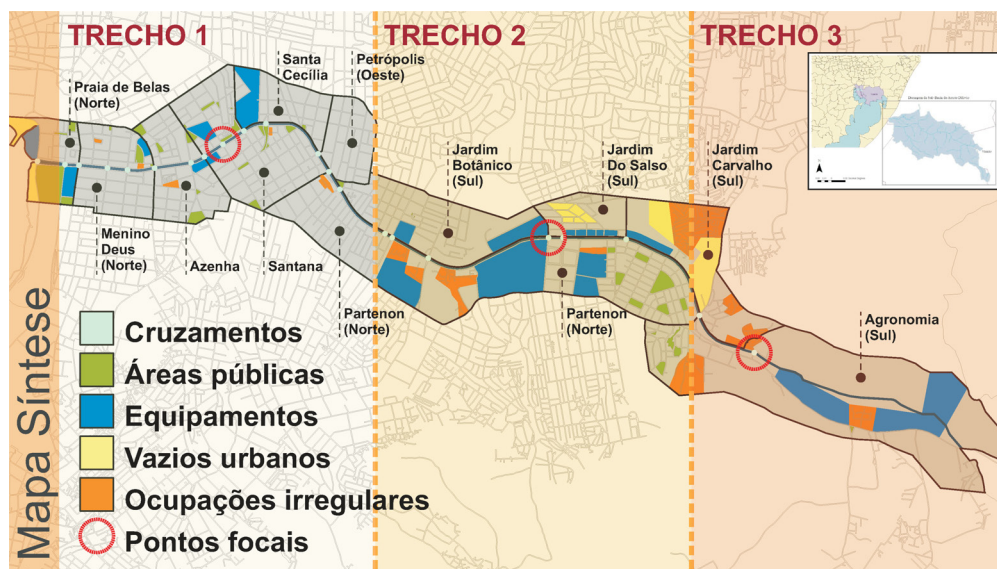 TRECHO 1
TRECHO 2
TRECHO 3
Praia de Belas
(Norte)
Santa
Cecília
Petrópolis
(Oeste)
Jardim
Botânico
(Sul)
Jardim
Do Salso
(Sul)
Jardim
Carvalho
(Sul)
Menino
Deus
(Norte)
Azenha
Santana
Partenon
(Norte)
Partenon
(Norte)
Agronomia
(Sul)
Mapa Síntese
Cruzamentos
Áreas públicas
Equipamentos
Vazios urbanos
Ocupações irregulares
Pontos focais